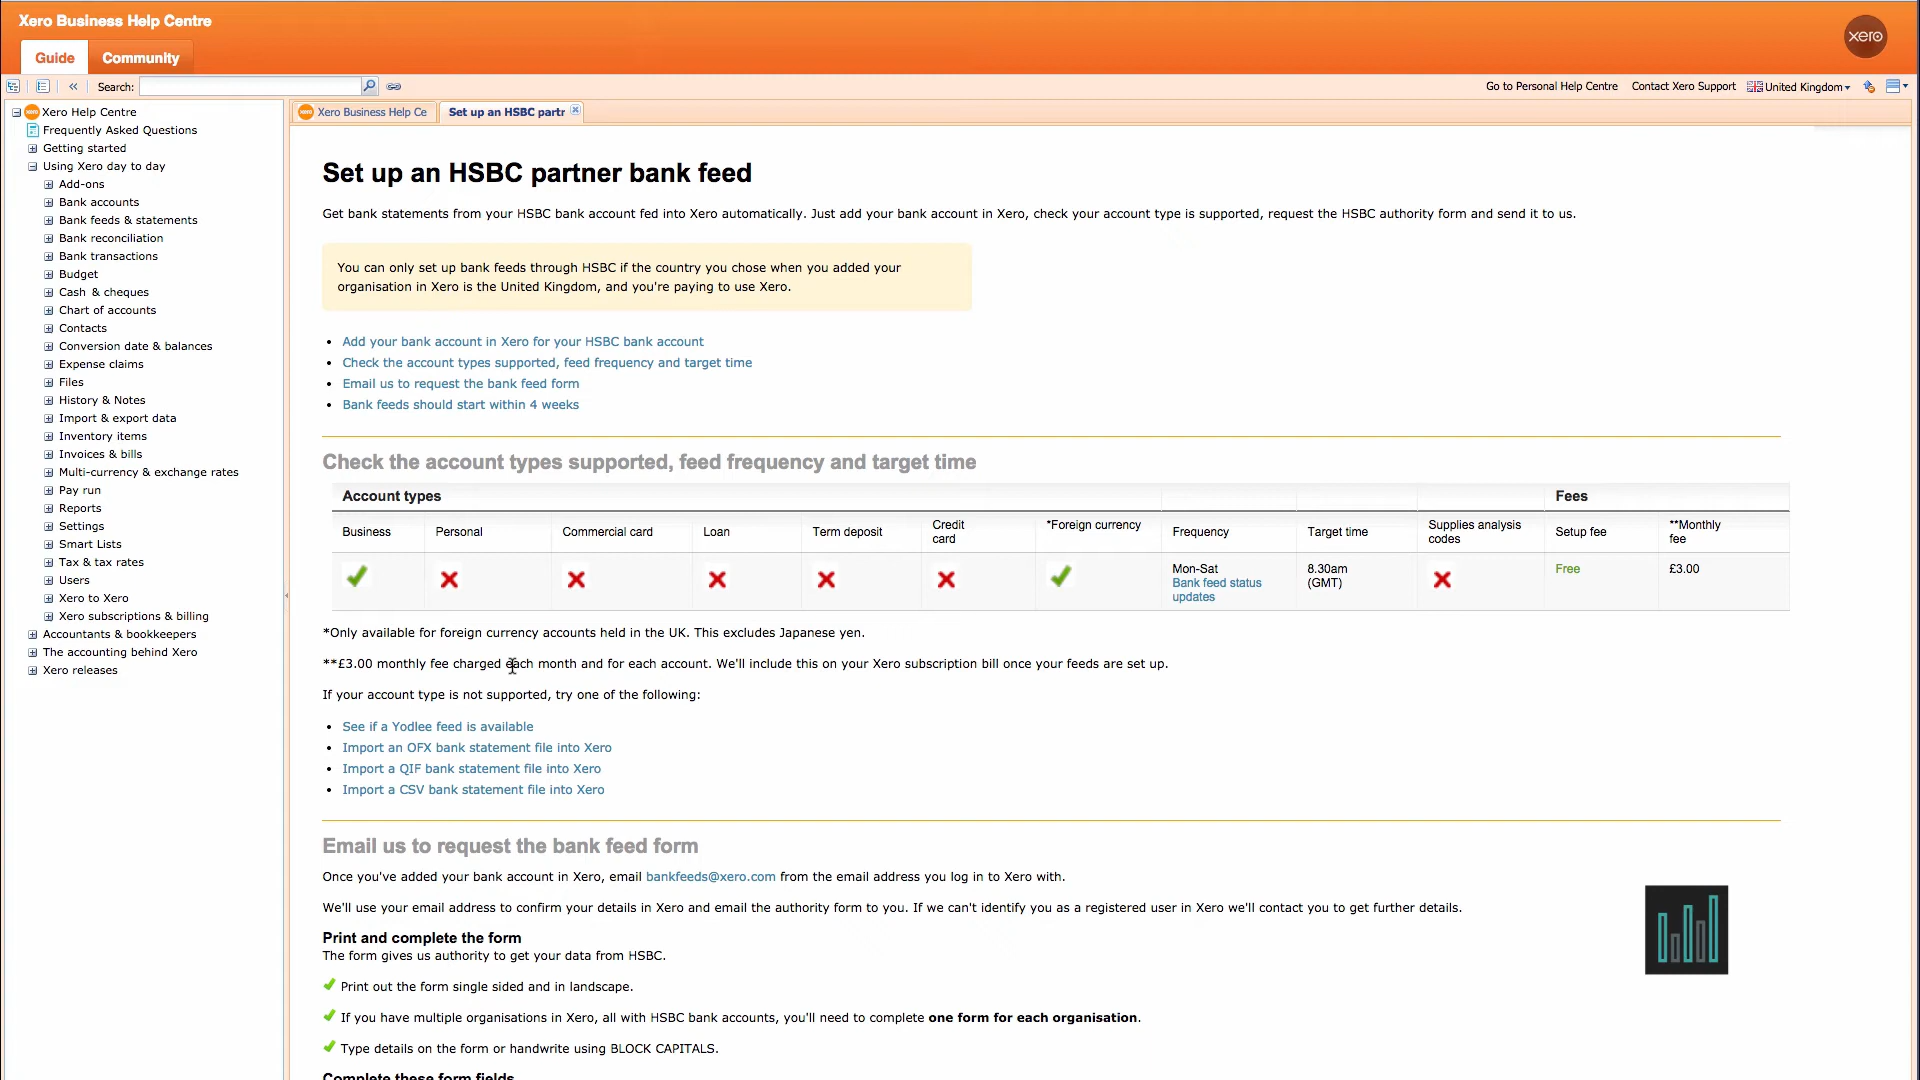 Xero Business Help Centre
xero
Guide
Community
Search:
Go to Personal Help Centre
Contact Xero Support
United Kingdom
Xero Help Centre
Frequently Asked Questions
Getting started
Using Xero day to day
Add-ons
Bank accounts
Bank feeds & statements
Bank reconciliation
Bank transactions
Budget
Cash & cheques
Chart of accounts
Contacts
Conversion date & balances
Expense claims
Files
History & Notes
Import & export data
Inventory items
Invoices & bills
Multi-currency & exchange rates
Pay run
Reports
Settings
Smart Lists
Tax & tax rates
Users
Xero to Xero
Xero subscriptions & billing
Accountants & bookkeepers
The accounting behind Xero
Xero releases
Xero Business Help Ce
Set up an HSBC partr
Set up an HSBC partner bank feed
Get bank statements from your HSBC bank account fed into Xero automatically. Just add your bank account in Xero, check your account type is supported, request the HSBC authority form and send it to us.
You can only set up bank feeds through HSBC if the country you chose when you added your
organisation in Xero is the United Kingdom, and you're paying to use Xero.
Add your bank account in Xero for your HSBC bank account
Check the account types supported, feed frequency and target time
Email us to request the bank feed form
Bank feeds should start within 4 weeks
Check the account types supported, feed frequency and target time
Account types
Fees
Business
Personal
Commercial card
Loan
Term deposit
Credit
card
*Foreign currency
Frequency
Target time
Supplies analysis
codes
Setup fee
**Monthly
fee
Mon-Sat
Bank feed status
updates
8.30am
(GMT)
Free
£3.00
*Only available for foreign currency accounts held in the UK. This excludes Japanese yen.
**£3.00 monthly fee charged each month and for each account. We'll include this on your Xero subscription bill once your feeds are set up.
If your account type is not supported, try one of the following:
See if a Yodlee feed is available
Import an OFX bank statement file into Xero
Import a QIF bank statement file into Xero
Import a CSV bank statement file into Xero
Email us to request the bank feed form
Once you've added your bank account in Xero, email bankfeeds@xero.com from the email address you log in to Xero with.
We'll use your email address to confirm your details in Xero and email the authority form to you. If we can't identify you as a registered user in Xero we'll contact you to get further details.
Print and complete the form
The form gives us authority to get your data from HSBC.
Print out the form single sided and in landscape.
If you have multiple organisations in Xero, all with HSBC bank accounts, you'll need to complete one form for each organisation.
Type details on the form or handwrite using BLOCK CAPITALS.
Complete these form fields